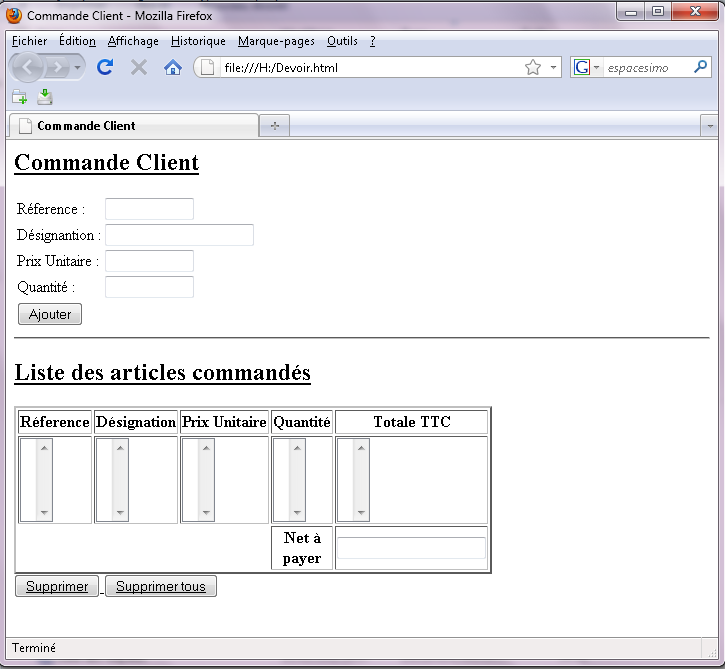 Commande Client - Mozilla Firefox
Fichier Édition Affichage Historique Marque-pages Outils ?
file:///H:/Devoir.html
G espacesimo
Commande Client
Commande Client
Réference :
Désignantion :
Prix Unitaire :
Quantité :
Ajouter
Liste des articles commandés
Réference Désignation Prix Unitaire Quantité Totale TTC
Net à
payer
Supprimer Supprimer tous
Terminé